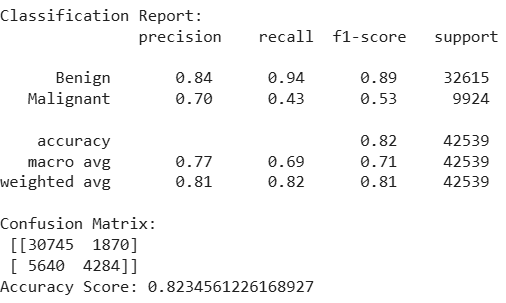 Classification Report:
precision recall f1-score support
Benign 0.84 0.94 0.89 32615
Malignant 0.70 0.43 0.53 9924
accuracy 0.82 42539
macro avg 0.77 0.69 0.71 42539
weighted avg 0.81 0.82 0.81 42539
Confusion Matrix:
[[30745 1870]
[ 5640 4284]]
Accuracy Score: 0.8234561226168927